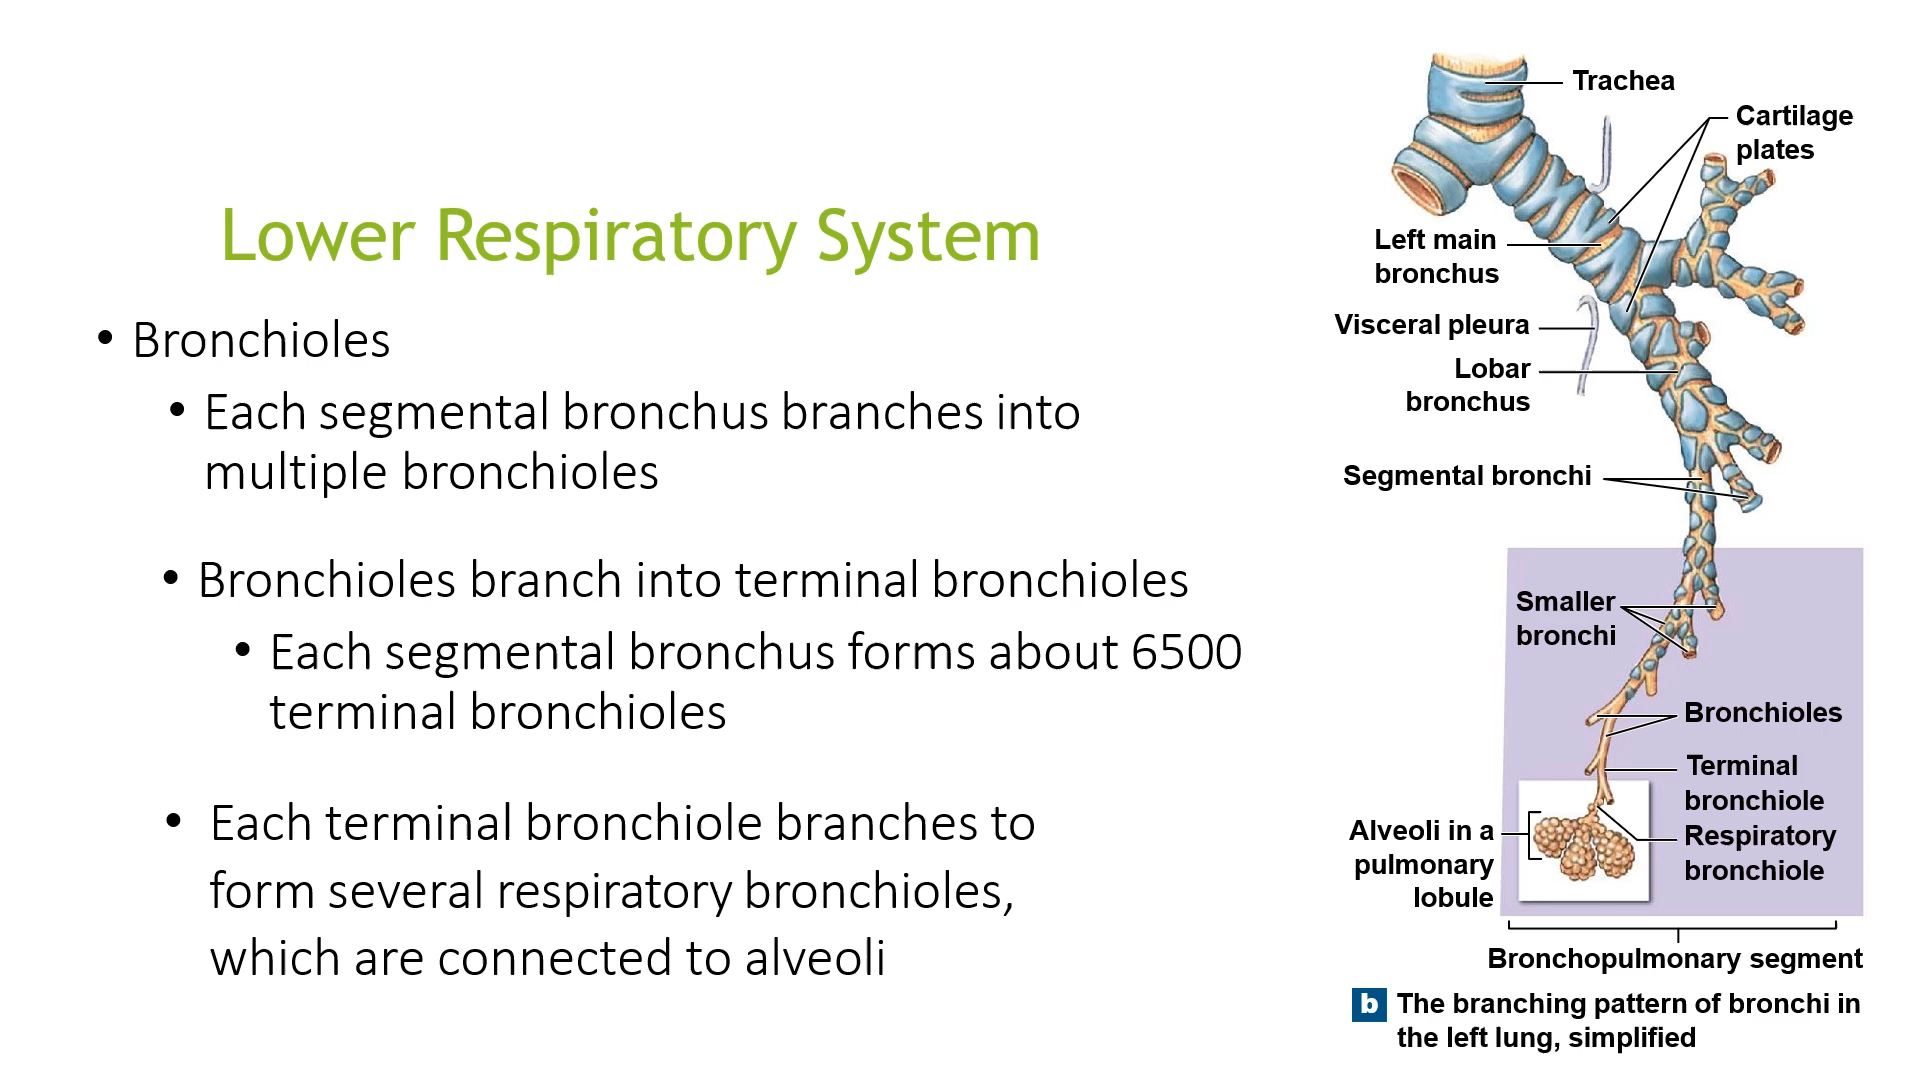 Lower Respiratory System
• Bronchioles
• Each segmental bronchus branches into
multiple bronchioles
• Bronchioles branch into terminal bronchioles
• Each segmental bronchus forms about 6500
terminal bronchioles
• Each terminal bronchiole branches to
form several respiratory bronchioles,
which are connected to alveoli
Trachea
Cartilage
plates
Left main
bronchus
Visceral pleura
Lobar
bronchus
Segmental bronchi
Smaller
bronchi
Bronchioles
Terminal
bronchiole
Respiratory
bronchiole
Alveoli in a
pulmonary
lobule
Bronchopulmonary segment
b The branching pattern of bronchi in
the left lung, simplified